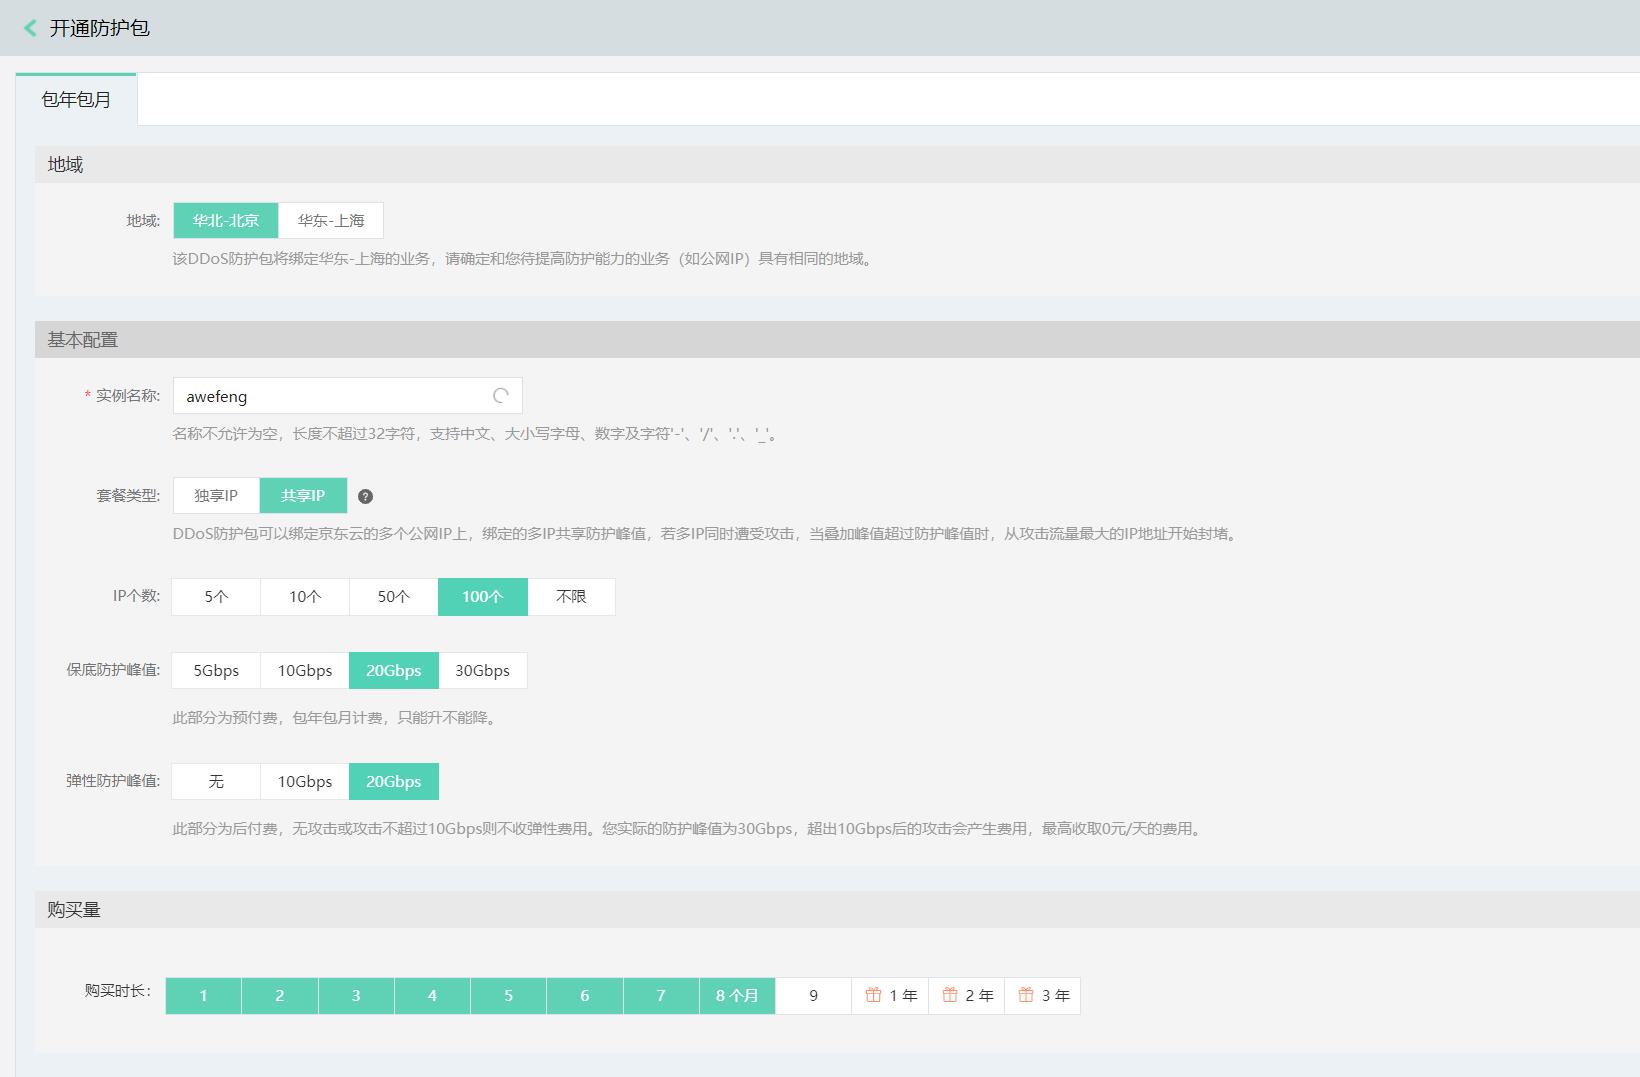 开通防护包
包年包月
地域
地域: 华北-北京 华东-上海
该DDoS防护包将绑定华东-上海的业务，请确定和您待提高防护能力的业务（如公网IP）具有相同的地域。
基本配置
* 实例名称: awefeng
名称不允许为空，长度不超过32字符，支持中文、大小写字母、数字及字符'-'、'/'、'.'、'_'。
套餐类型: 独享IP 共享IP ?
DDoS防护包可以绑定京东云的多个公网IP上，绑定的多IP共享防护峰值，若多IP同时遭受攻击，当叠加峰值超过防护峰值时，从攻击流量最大的IP地址开始封堵。
IP个数: 5个 10个 50个 100个 不限
保底防护峰值: 5Gbps 10Gbps 20Gbps 30Gbps
此部分为预付费，包年包月计费，只能升不能降。
弹性防护峰值: 无 10Gbps 20Gbps
此部分为后付费，无攻击或攻击不超过10Gbps则不收弹性费用。您实际的防护峰值为30Gbps，超出10Gbps后的攻击会产生费用，最高收取0元/天的费用。
购买量
购买时长： 1 2 3 4 5 6 7 8 个月 9 1 年 2 年 3 年